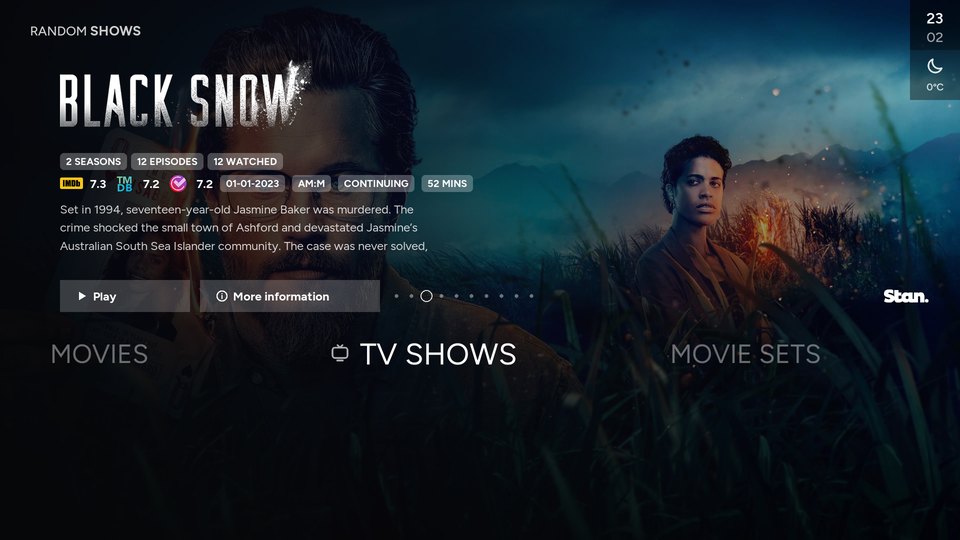 RANDOM SHOWS
23
02
0°C
BLACK SNOW
2 SEASONS 12 EPISODES 12 WATCHED
IMDb 7.3 TMDB 7.2 7.2 01-01-2023 AM:M CONTINUING 52 MINS
Set in 1994, seventeen-year-old Jasmine Baker was murdered. The
crime shocked the small town of Ashford and devastated Jasmine's
Australian South Sea Islander community. The case was never solved,
Play More information
Stan.
MOVIES TV SHOWS MOVIE SETS